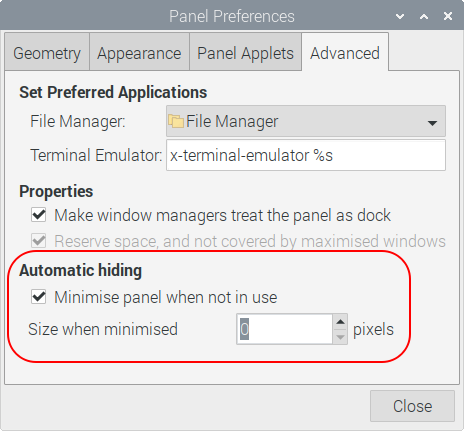 Panel Preferences
Geometry Appearance Panel Applets Advanced
Set Preferred Applications
File Manager: File Manager
Terminal Emulator: x-terminal-emulator %s
Properties
Make window managers treat the panel as dock
Reserve space, and not covered by maximised windows
Automatic hiding
Minimise panel when not in use
Size when minimised 0 pixels
Close